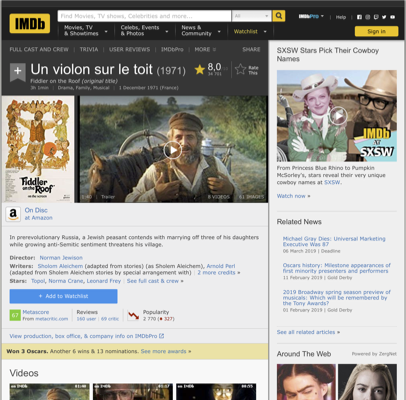 IMDb
Find Movies, TV shows, Celebrities and more...
All
IMDbPro
Help
Movies, TV
& Showtimes
Celebs, Events
& Photos
News &
Community
Watchlist
Sign in
FULL CAST AND CREW | TRIVIA | USER REVIEWS | IMDbPro | MORE
SHARE
Un violon sur le toit (1971)
Fiddler on the Roof (original title)
3h 1min | Drama, Family, Musical | 1 December 1971 (France)
8,0
Rate
This
Fiddler
on the Roof
Trailer
6 VIDEOS
61 IMAGES
On Disc
at Amazon
In prerevolutionary Russia, a Jewish peasant contends with marrying off three of his daughters
while growing anti-Semitic sentiment threatens his village.
Director: Norman Jewison
Writers: Sholem Aleichem (adapted from stories) (as Sholom Aleichem), Arnold Perl
(adapted from Sholem Aleichem stories by special arrangement with) | 2 more credits »
Stars: Topol, Norma Crane, Leonard Frey | See full cast & crew »
+ Add to Watchlist
67
Metascore
From metacritic.com
Reviews
160 user | 69 critic
Popularity
2 770 ( 327)
View production, box office, & company info on IMDbPro
Won 3 Oscars. Another 6 wins & 13 nominations. See more awards »
Videos
SXSW Stars Pick Their Cowboy
Names
IMDb
AT
SXSW
From Princess Blue Rhino to Pumpkin
McSorley's, stars reveal their very
unique cowboy names at SXSW.
Watch now »
Related News
Michael Gray Dies: Universal Marketing
Executive Was 87
06 March 2019 | Deadline
Oscars history: Milestone appearances of
first minority presenters and performers
11 February 2019 | Gold Derby
2019 Broadway spring season preview of
musicals: Which will be remembered by
the Tony Awards?
01 February 2019 | Gold Derby
See all related articles »
Around The Web
Powered by ZergNet